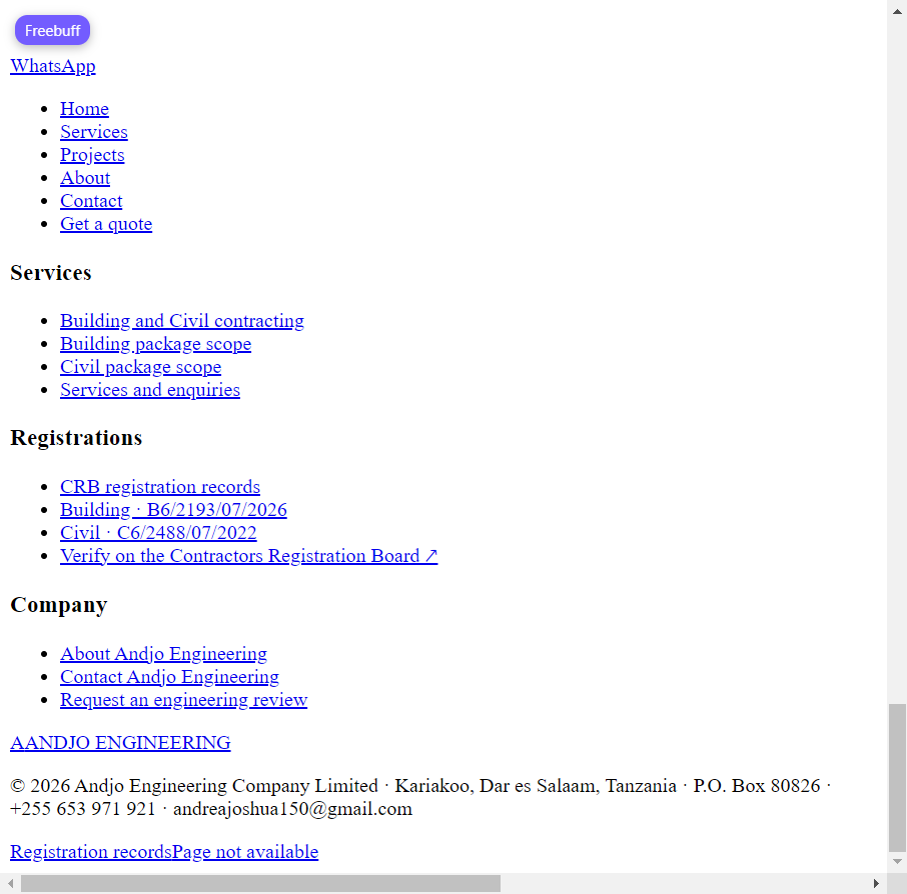 Freebuff
WhatsApp
Home
Services
Projects
About
Contact
Get a quote
Services
Building and Civil contracting
Building package scope
Civil package scope
Services and enquiries
Registrations
CRB registration records
Building · B6/2193/07/2026
Civil · C6/2488/07/2022
Verify on the Contractors Registration Board ↗
Company
About Andjo Engineering
Contact Andjo Engineering
Request an engineering review
AANDJO ENGINEERING
© 2026 Andjo Engineering Company Limited · Kariakoo, Dar es Salaam, Tanzania · P.O. Box 80826 ·
+255 653 971 921 · andreajoshua150@gmail.com
Registration recordsPage not available